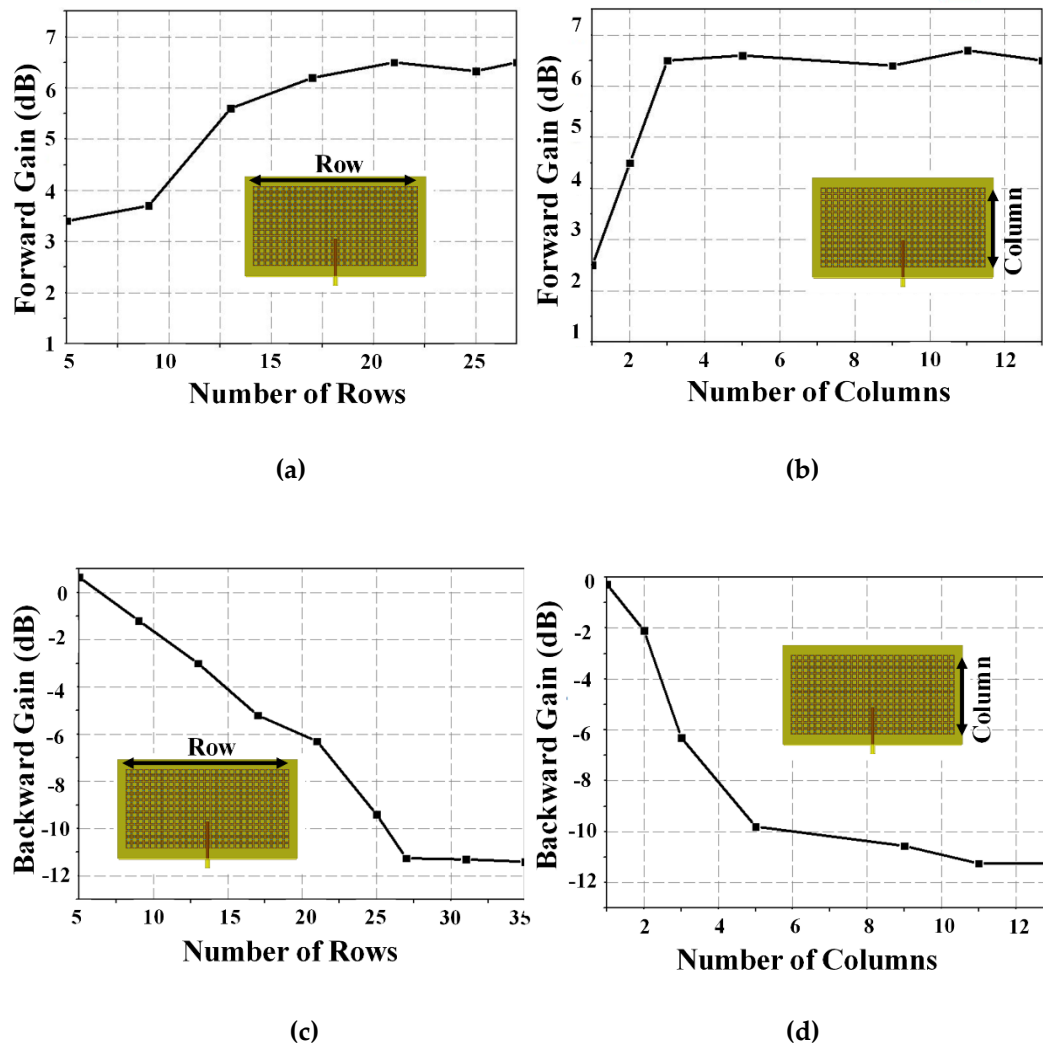 7
6
5
4
3
2
1
Forward Gain (dB)
Row
5 10 15 20 25
Number of Rows
(a)
7
6
5
4
3
2
1
Forward Gain (dB)
Column
2 4 6 8 10 12
Number of Columns
(b)
0
-2
-4
-6
-8
-10
-12
Backward Gain (dB)
Row
5 10 15 20 25 30 35
Number of Rows
(c)
0
-2
-4
-6
-8
-10
-12
Backward Gain (dB)
Column
2 4 6 8 10 12
Number of Columns
(d)